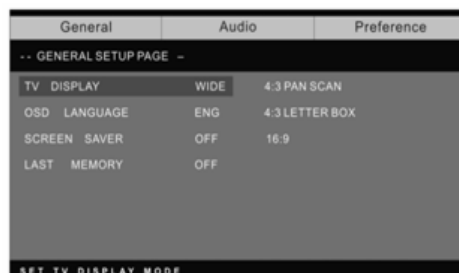 General Audio Preference
-- GENERAL SETUP PAGE –
TV DISPLAY WIDE 4:3 PAN SCAN
OSD LANGUAGE ENG 4:3 LETTER BOX
SCREEN SAVER OFF 16:9
LAST MEMORY OFF
SET TV DISPLAY MODE